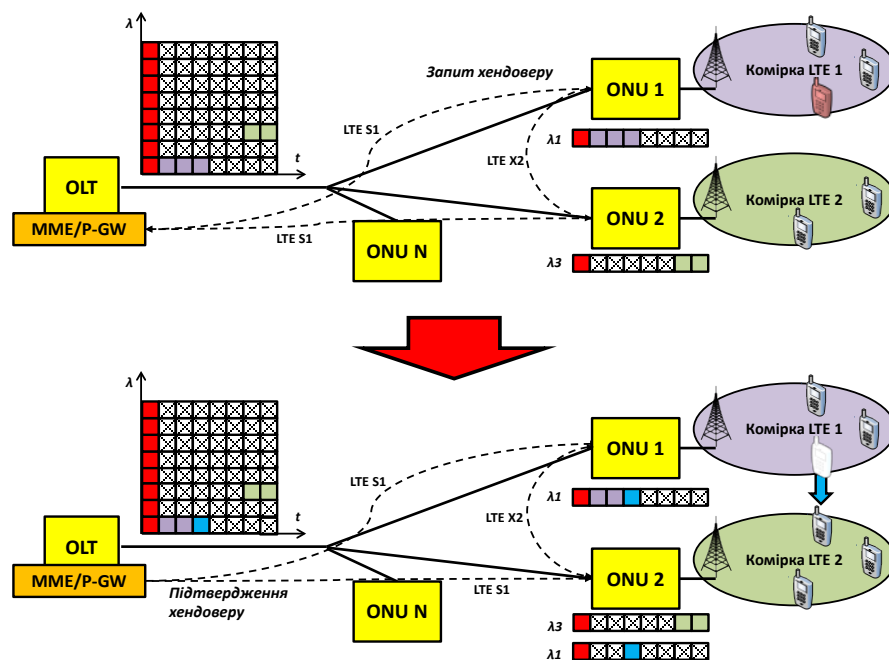 λ
Запит хендоверу
ONU 1
Комірка LTE 1
LTE S1
λ1
LTE X2
t
OLT
MME/P-GW
ONU 2
Комірка LTE 2
LTE S1
ONU N
λ3
λ
ONU 1
Комірка LTE 1
LTE S1
λ1
LTE X2
t
OLT
MME/P-GW
ONU 2
Комірка LTE 2
LTE S1
Підтвердження
хендоверу
ONU N
λ3
λ1